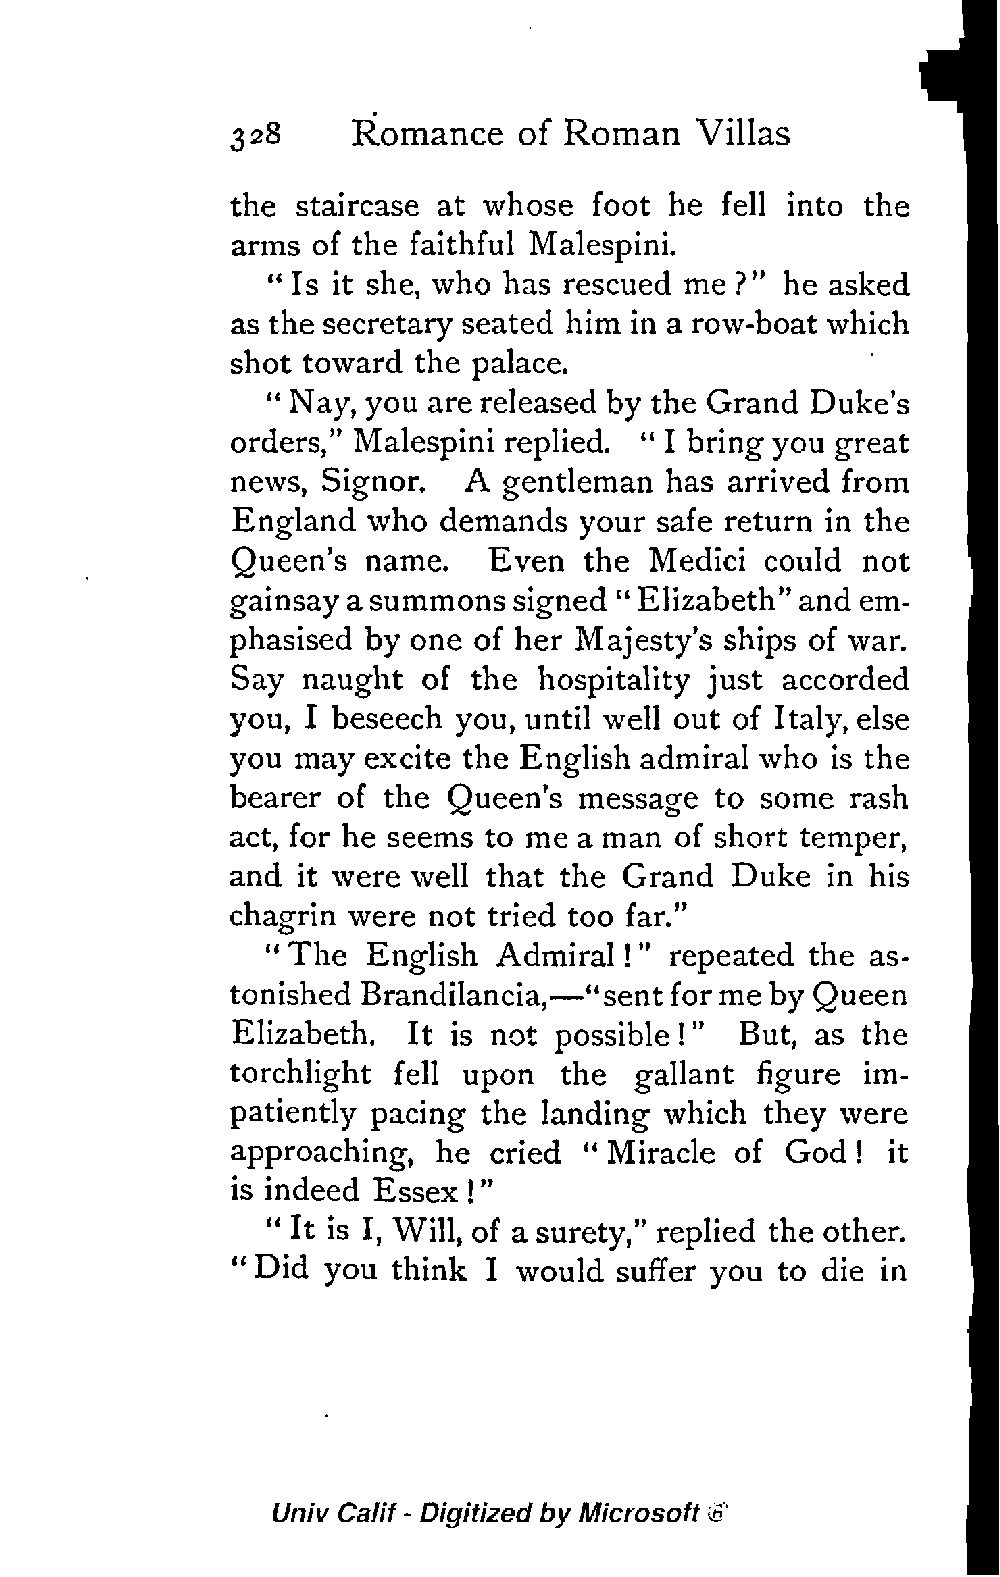 328 Romance of Roman Villas
the staircase at whose foot he fell into the
arms of the faithful Malespini.
"Is it she, who has rescued me?" he asked
as the secretary seated him in a row-boat which
shot toward the palace.
"Nay, you are released by the Grand Duke's
orders," Malespini replied. "I bring you great
news, Signor. A gentleman has arrived from
England who demands your safe return in the
Queen's name. Even the Medici could not
gainsay a summons signed "Elizabeth" and em-
phasised by one of her Majesty's ships of war.
Say naught of the hospitality just accorded
you, I beseech you, until well out of Italy, else
you may excite the English admiral who is the
bearer of the Queen's message to some rash
act, for he seems to me a man of short temper,
and it were well that the Grand Duke in his
chagrin were not tried too far."
"The English Admiral!" repeated the as-
tonished Brandilancia,—"sent for me by Queen
Elizabeth. It is not possible!" But, as the
torchlight fell upon the gallant figure im-
patiently pacing the landing which they were
approaching, he cried "Miracle of God! it
is indeed Essex!"
"It is I, Will, of a surety," replied the other.
"Did you think I would suffer you to die in
Univ Calif - Digitized by Microsoft ®